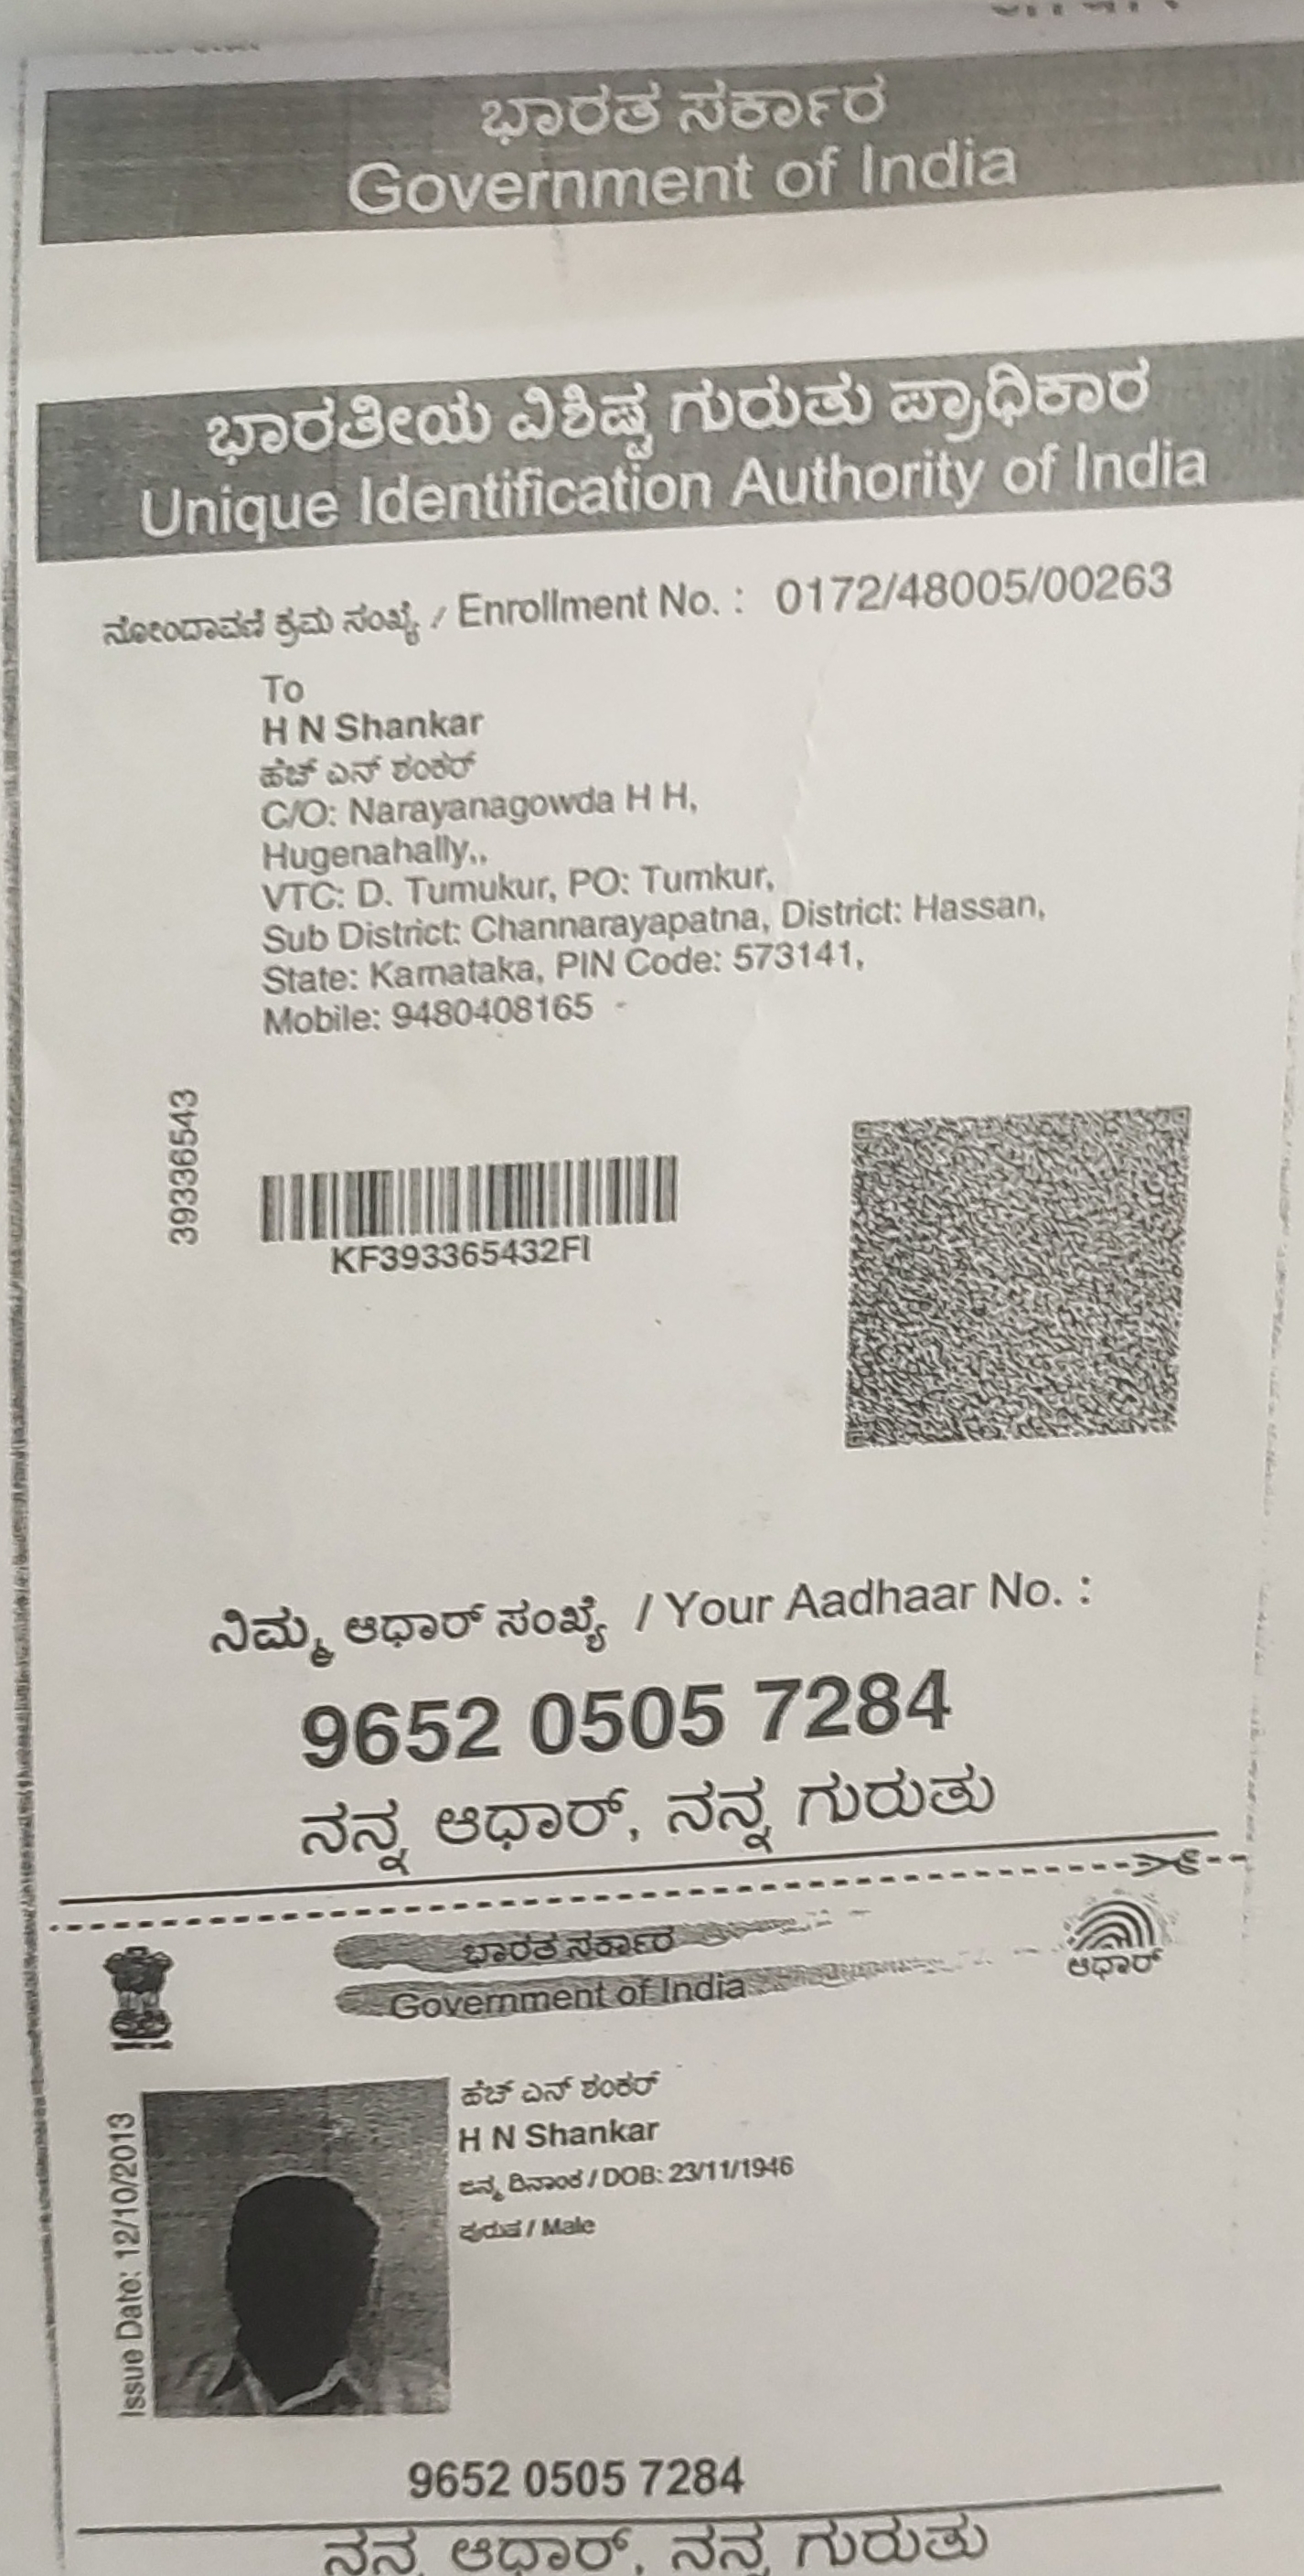 ಭಾರತ ಸರ್ಕಾರ
Government of India
ಭಾರತೀಯ ವಿಶಿಷ್ಟ ಗುರುತು ಪ್ರಾಧಿಕಾರ
Unique Identification Authority of India
ನೋಂದಾವಣೆ ಕ್ರಮ ಸಂಖ್ಯೆ / Enrollment No. : 0172/48005/00263
To
H N Shankar
ಹೆಚ್ ಎನ್ ಶಂಕರ್
C/O: Narayanagowda H H,
Hugenahally,,
VTC: D. Tumukur, PO: Tumkur,
Sub District: Channarayapatna, District: Hassan,
State: Karnataka, PIN Code: 573141,
Mobile: 9480408165
39336543
KF393365432FI
ನಿಮ್ಮ ಆಧಾರ್ ಸಂಖ್ಯೆ / Your Aadhaar No. :
9652 0505 7284
ನನ್ನ ಆಧಾರ್, ನನ್ನ ಗುರುತು
ಭಾರತ ಸರ್ಕಾರ
Government of India
ಆಧಾರ್
ಹೆಚ್ ಎನ್ ಶಂಕರ್
H N Shankar
ಜನ್ಮ ದಿನಾಂಕ / DOB: 23/11/1946
ಪುರುಷ / Male
Issue Date: 12/10/2013
9652 0505 7284
ನನ್ನ ಆಧಾರ್, ನನ್ನ ಗುರುತು